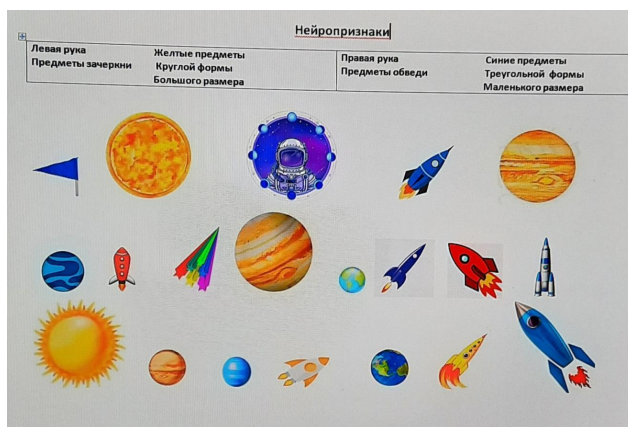 Нейропризнаки
Левая рука
Предметы зачеркни
Желтые предметы
Круглой формы
Большого размера
Правая рука
Предметы обведи
Синие предметы
Треугольной формы
Маленького размера